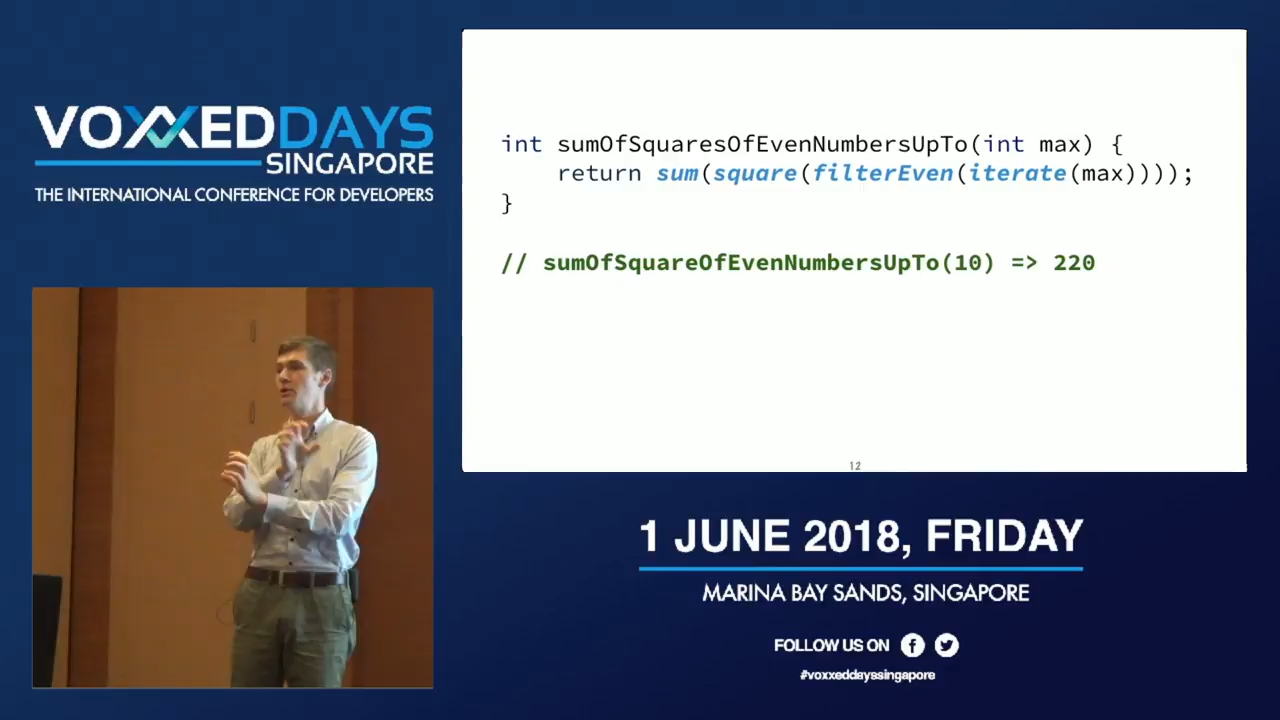 VOXXEDDAYS
SINGAPORE
THE INTERNATIONAL CONFERENCE FOR DEVELOPERS
int sumOfSquaresOfEvenNumbersUpTo(int max) {
    return sum(square(filterEven(iterate(max))));
}
// sumOfSquareOfEvenNumbersUpTo(10) => 220
12
1 JUNE 2018, FRIDAY
MARINA BAY SANDS, SINGAPORE
FOLLOW US ON
#voxxeddayssingapore